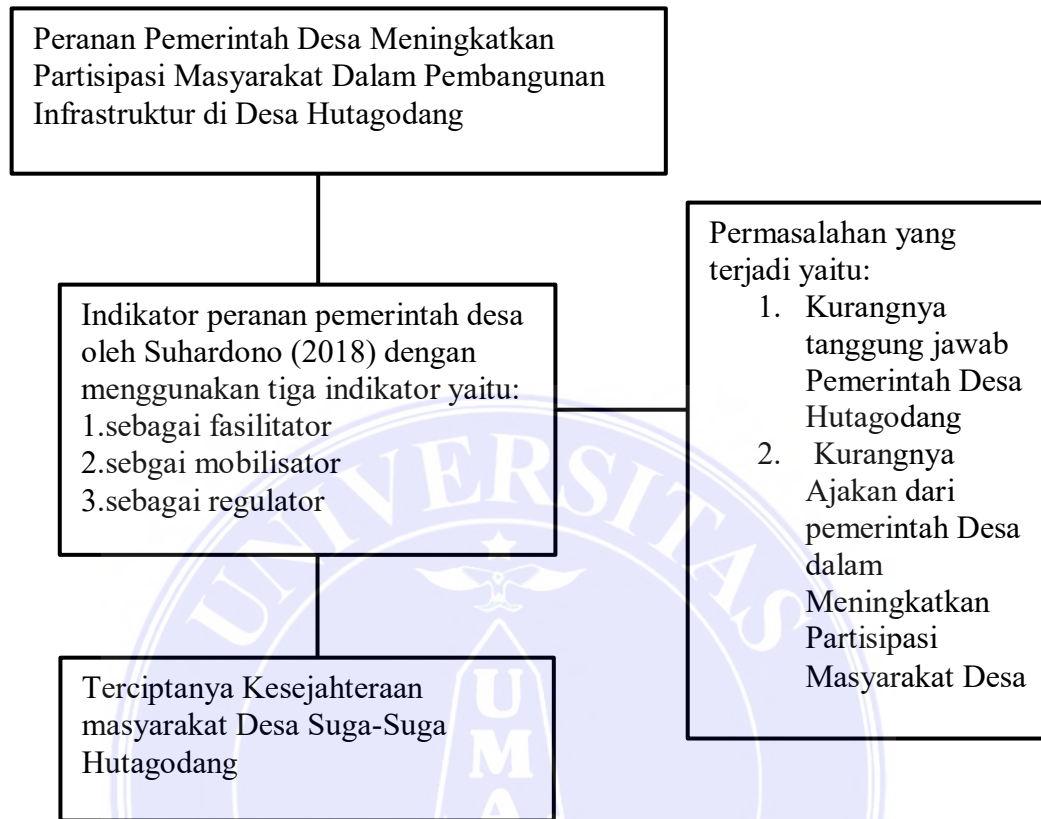 Peranan Pemerintah Desa Meningkatkan
Partisipasi Masyarakat Dalam Pembangunan
Infrastruktur di Desa Hutagodang
Indikator peranan pemerintah desa
oleh Suhardono (2018) dengan
menggunakan tiga indikator yaitu:
1.sebagai fasilitator
2.sebgai mobilisator
3.sebagai regulator
Permasalahan yang
terjadi yaitu:
1. Kurangnya
tanggung jawab
Pemerintah Desa
Hutagodang
2. Kurangnya
Ajakan dari
pemerintah Desa
dalam
Meningkatkan
Partisipasi
Masyarakat Desa
Terciptanya Kesejahteraan
masyarakat Desa Suga-Suga
Hutagodang
UNIVERSITAS
U
M
A